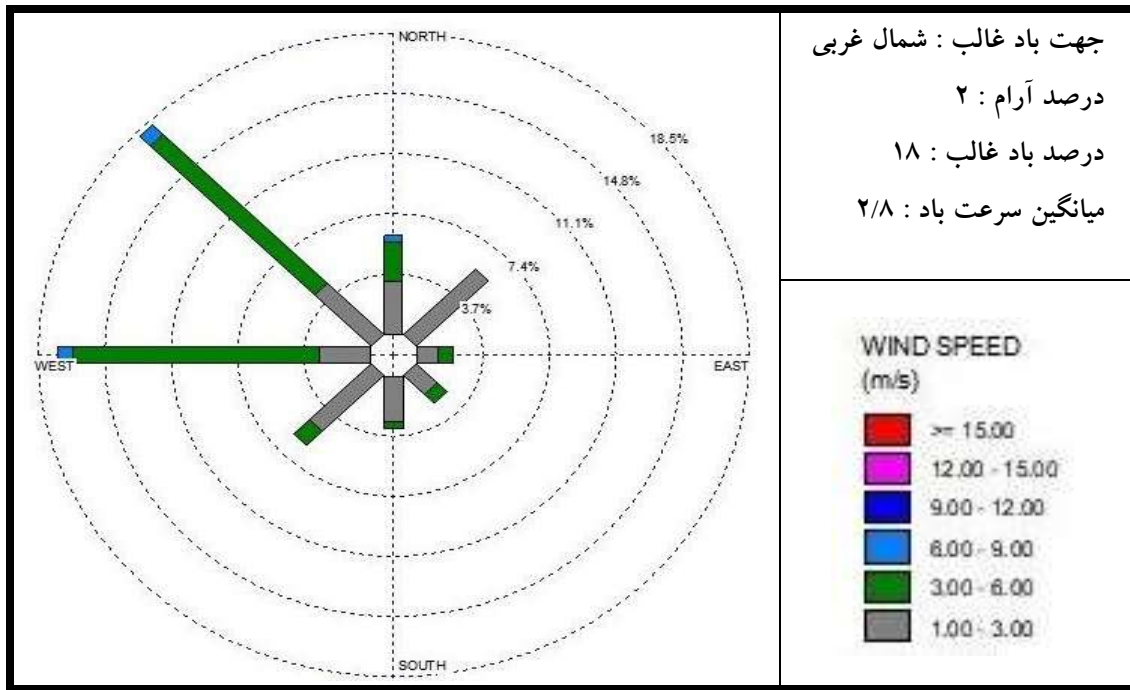 NORTH
18.5%
14.8%
11.1%
7.4%
3.7%
WEST
EAST
SOUTH
جهت باد غالب : شمال غربی
درصد آرام : ۲
درصد باد غالب : ۱۸
میانگین سرعت باد : ۲/۸
WIND SPEED
(m/s)
>= 15.00
12.00 - 15.00
9.00 - 12.00
6.00 - 9.00
3.00 - 6.00
1.00 - 3.00